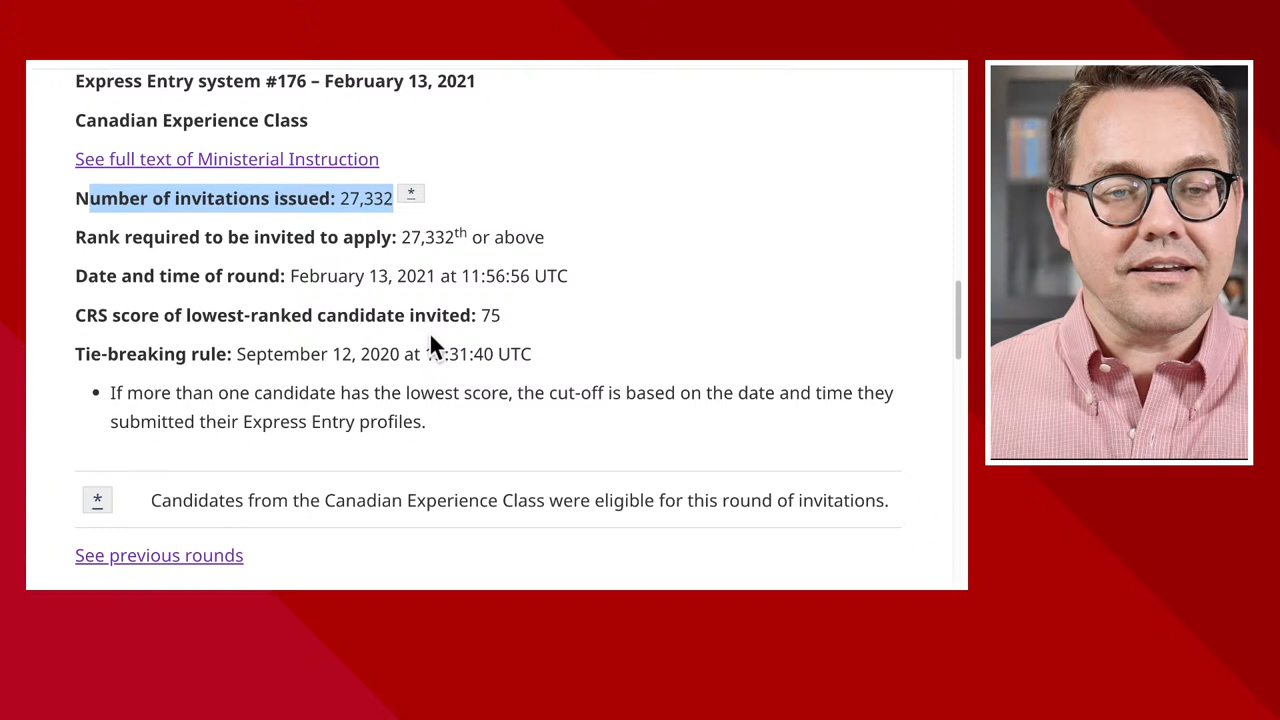 Express Entry system #176 – February 13, 2021
Canadian Experience Class
See full text of Ministerial Instruction
Number of invitations issued: 27,332 *
Rank required to be invited to apply: 27,332th or above
Date and time of round: February 13, 2021 at 11:56:56 UTC
CRS score of lowest-ranked candidate invited: 75
Tie-breaking rule: September 12, 2020 at :31:40 UTC
• If more than one candidate has the lowest score, the cut-off is based on the date and time they
submitted their Express Entry profiles.
* Candidates from the Canadian Experience Class were eligible for this round of invitations.
See previous rounds